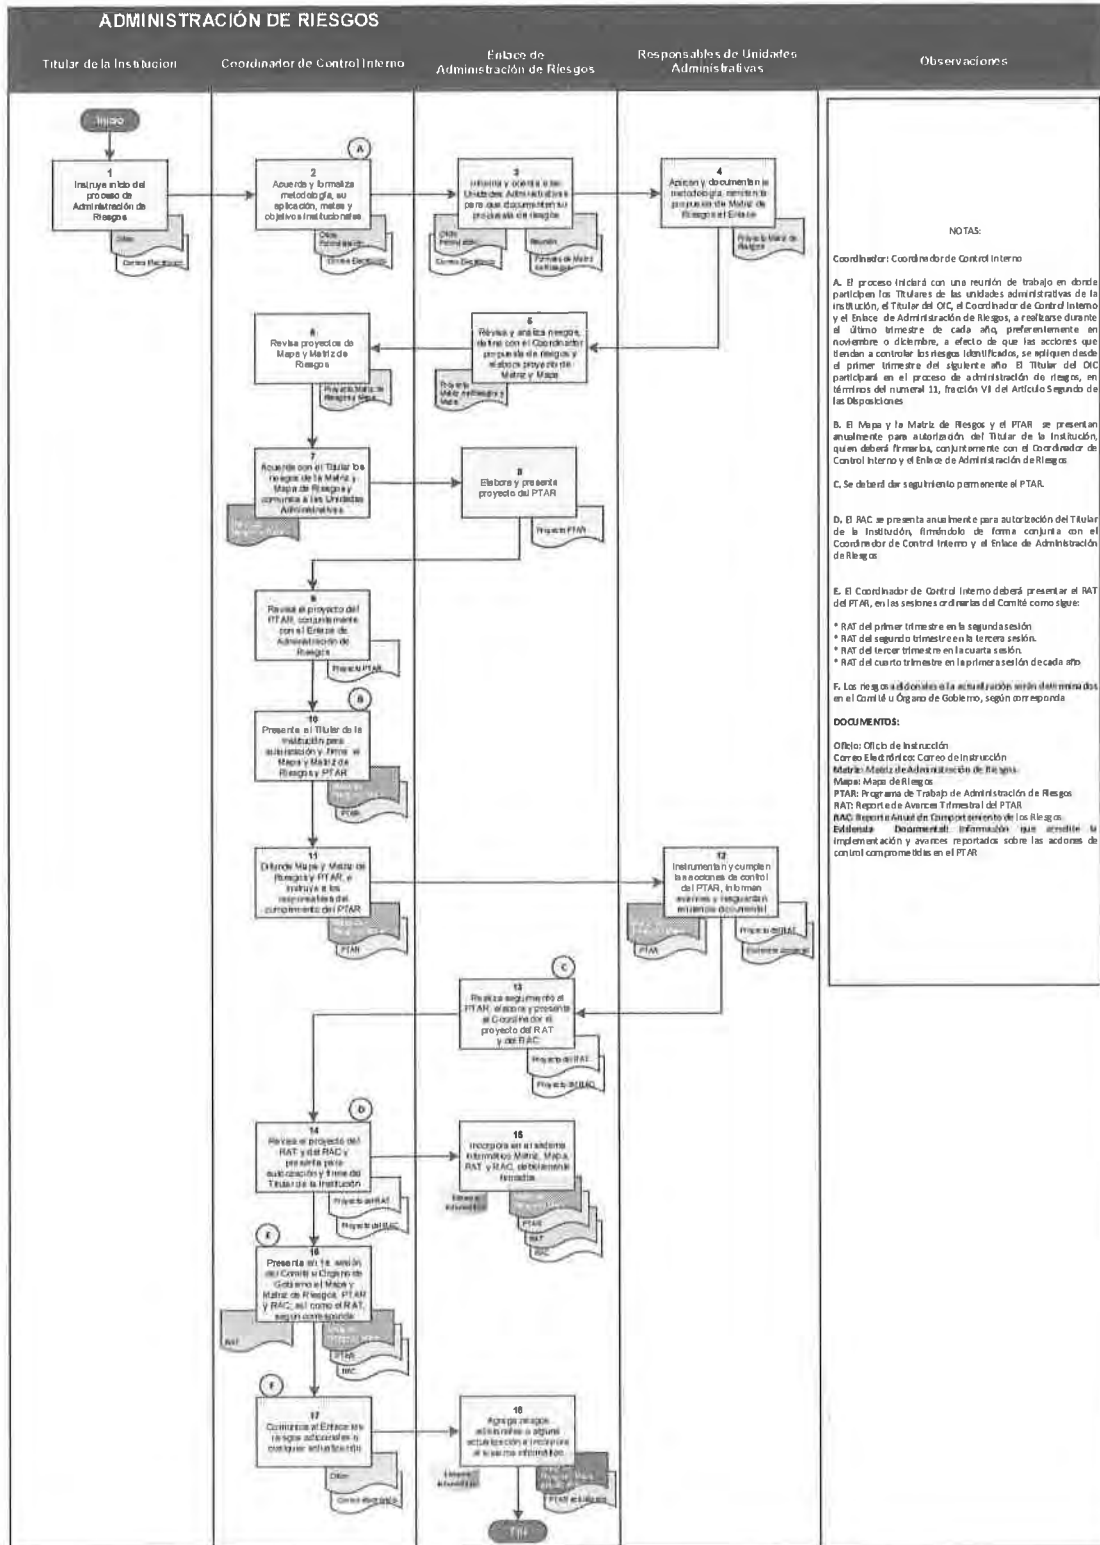 ADMINISTRACIÓN DE RIESGOS
Titular de la Institucion
Coordinador de Control Interno
Enlace de
Administración de Riesgos
Responsables de Unidades
Administrativas
Observaciones
Inicio
1
Instruye inicio del
proceso de
Administración de
Riesgos
Oficio
Correo Electrónico
A
2
Acuerda y formaliza
metodología, su
aplicación, metas y
objetivos institucionales
Oficio
Correo Electrónico
3
Informa y orienta a las
Unidades Administrativas
para que documenten su
propuesta de riesgos
Oficio
Correo Electrónico
Reunión
Formato de Matriz
de Riesgos
4
Aplican y documentan la
metodología, remiten la
propuesta de Matriz de
Riesgos al Enlace
Proyecto Matriz de
Riesgos
5
Revisa y analiza riesgos,
define con el Coordinador
propuesta de riesgos y
elabora proyecto de
Matriz y Mapa
Proyecto
Matriz de Riesgos y
Mapa
6
Revisa proyectos de
Mapa y Matriz de
Riesgos
Proyecto Matriz de
Riesgos y Mapa
7
Acuerda con el Titular los
riesgos de la Matriz y
Mapa de Riesgos y
comunica a las Unidades
Administrativas
8
Elabora y presenta
proyecto del PTAR
Proyecto PTAR
9
Revisa el proyecto del
PTAR, conjuntamente
con el Enlace de
Administración de
Riesgos
Proyecto PTAR
B
10
Presenta al Titular de la
Institución para
autorización y firma el
Mapa y Matriz de
Riesgos y PTAR
PTAR
11
Difunde Mapa y Matriz de
Riesgos y PTAR, e
instruye a los
responsables del
cumplimiento del PTAR
PTAR
12
Instrumentan y cumplen
las acciones de control
del PTAR, informan
avances y resguardan
evidencia documental
PTAR
Proyecto del RAT
Evidencia documental
C
13
Realiza seguimiento al
PTAR, elabora y presenta
al Coordinador el
proyecto del RAT
y del RAC
Proyecto del RAT
Proyecto del RAC
D
14
Revisa el proyecto del
RAT y del RAC y
presenta para
autorización y firma del
Titular de la Institución
Proyecto del RAT
Proyecto del RAC
15
Incorpora en el sistema
informático Matriz, Mapa,
RAT y RAC, debidamente
firmados
Sistema
informático
PTAR
RAT
RAC
E
16
Presenta en 1a. sesión
del Comité u Órgano de
Gobierno el Mapa y
Matriz de Riesgos, PTAR
y RAC; así como el RAT,
según corresponda
RAT
PTAR
RAC
F
17
Comunica al Enlace los
riesgos adicionales o
cualquier actualización
Oficio
Correo electrónico
18
Agrega riesgos
adicionales o alguna
actualización e incorpora
al sistema informático
Sistema
informático
PTAR actualizado
Fin
NOTAS:
Coordinador: Coordinador de Control Interno
A. El proceso iniciará con una reunión de trabajo en donde
participen los Titulares de las unidades administrativas de la
institución, el Titular del OIC, el Coordinador de Control Interno
y el Enlace de Administración de Riesgos, a realizarse durante
el último trimestre de cada año, preferentemente en
noviembre o diciembre, a efecto de que las acciones que
tiendan a controlar los riesgos identificados, se apliquen desde
el primer trimestre del siguiente año El Titular del OIC
participará en el proceso de administración de riesgos, en
términos del numeral 11, fracción VII del Artículo Segundo de
las Disposiciones
B. El Mapa y la Matriz de Riesgos y el PTAR se presentan
anualmente para autorización del Titular de la Institución,
quien deberá firmarlos, conjuntamente con el Coordinador de
Control Interno y el Enlace de Administración de Riesgos
C. Se deberá dar seguimiento permanente al PTAR.
D. El RAC se presenta anualmente para autorización del Titular
de la Institución, firmándolo de forma conjunta con el
Coordinador de Control Interno y el Enlace de Administración
de Riesgos
E. El Coordinador de Control Interno deberá presentar el RAT
del PTAR, en las sesiones ordinarias del Comité como sigue:
* RAT del primer trimestre en la segunda sesión
* RAT del segundo trimestre en la tercera sesión.
* RAT del tercer trimestre en la cuarta sesión.
* RAT del cuarto trimestre en la primera sesión de cada año
F. Los riesgos adicionales o la actualización serán determinados
en el Comité u Órgano de Gobierno, según corresponda
DOCUMENTOS:
Oficio: Oficio de Instrucción
Correo Electrónico: Correo de Instrucción
Matriz: Matriz de Administración de Riesgos
Mapa: Mapa de Riesgos
PTAR: Programa de Trabajo de Administración de Riesgos
RAT: Reporte de Avances Trimestral del PTAR
RAC: Reporte Anual de Comportamiento de los Riesgos
Evidencia Documental: Información que acredite la
implementación y avances reportados sobre las acciones de
control comprometidas en el PTAR